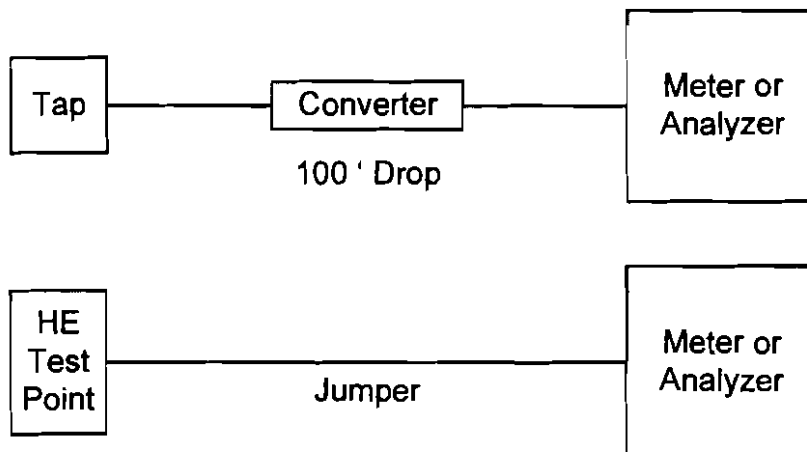 Tap
Converter
Meter or
Analyzer
100 ' Drop
HE
Test
Point
Jumper
Meter or
Analyzer